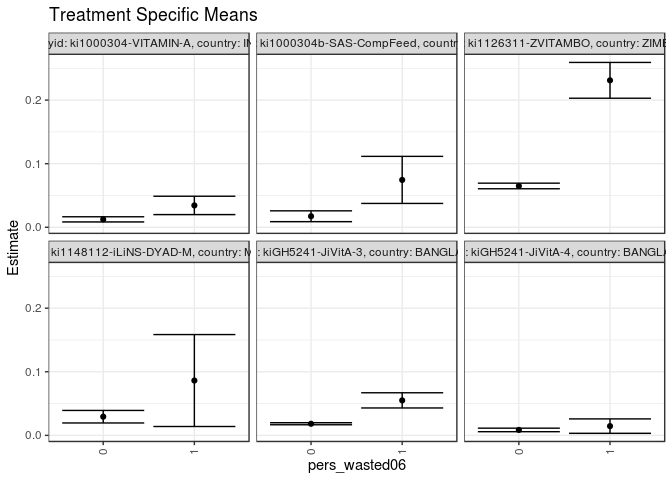 Treatment Specific Means
yid: ki1000304-VITAMIN-A, country: IN
ki1000304b-SAS-CompFeed, countr
ki1126311-ZVITAMBO, country: ZIME
0.2
0.1
0.0
ki1148112-iLiNS-DYAD-M, country: M
: kiGH5241-JiVitA-3, country: BANGLA
: kiGH5241-JiVitA-4, country: BANGLA
0.2
0.1
0.0
Estimate
0 1 0 1 0 1
pers_wasted06